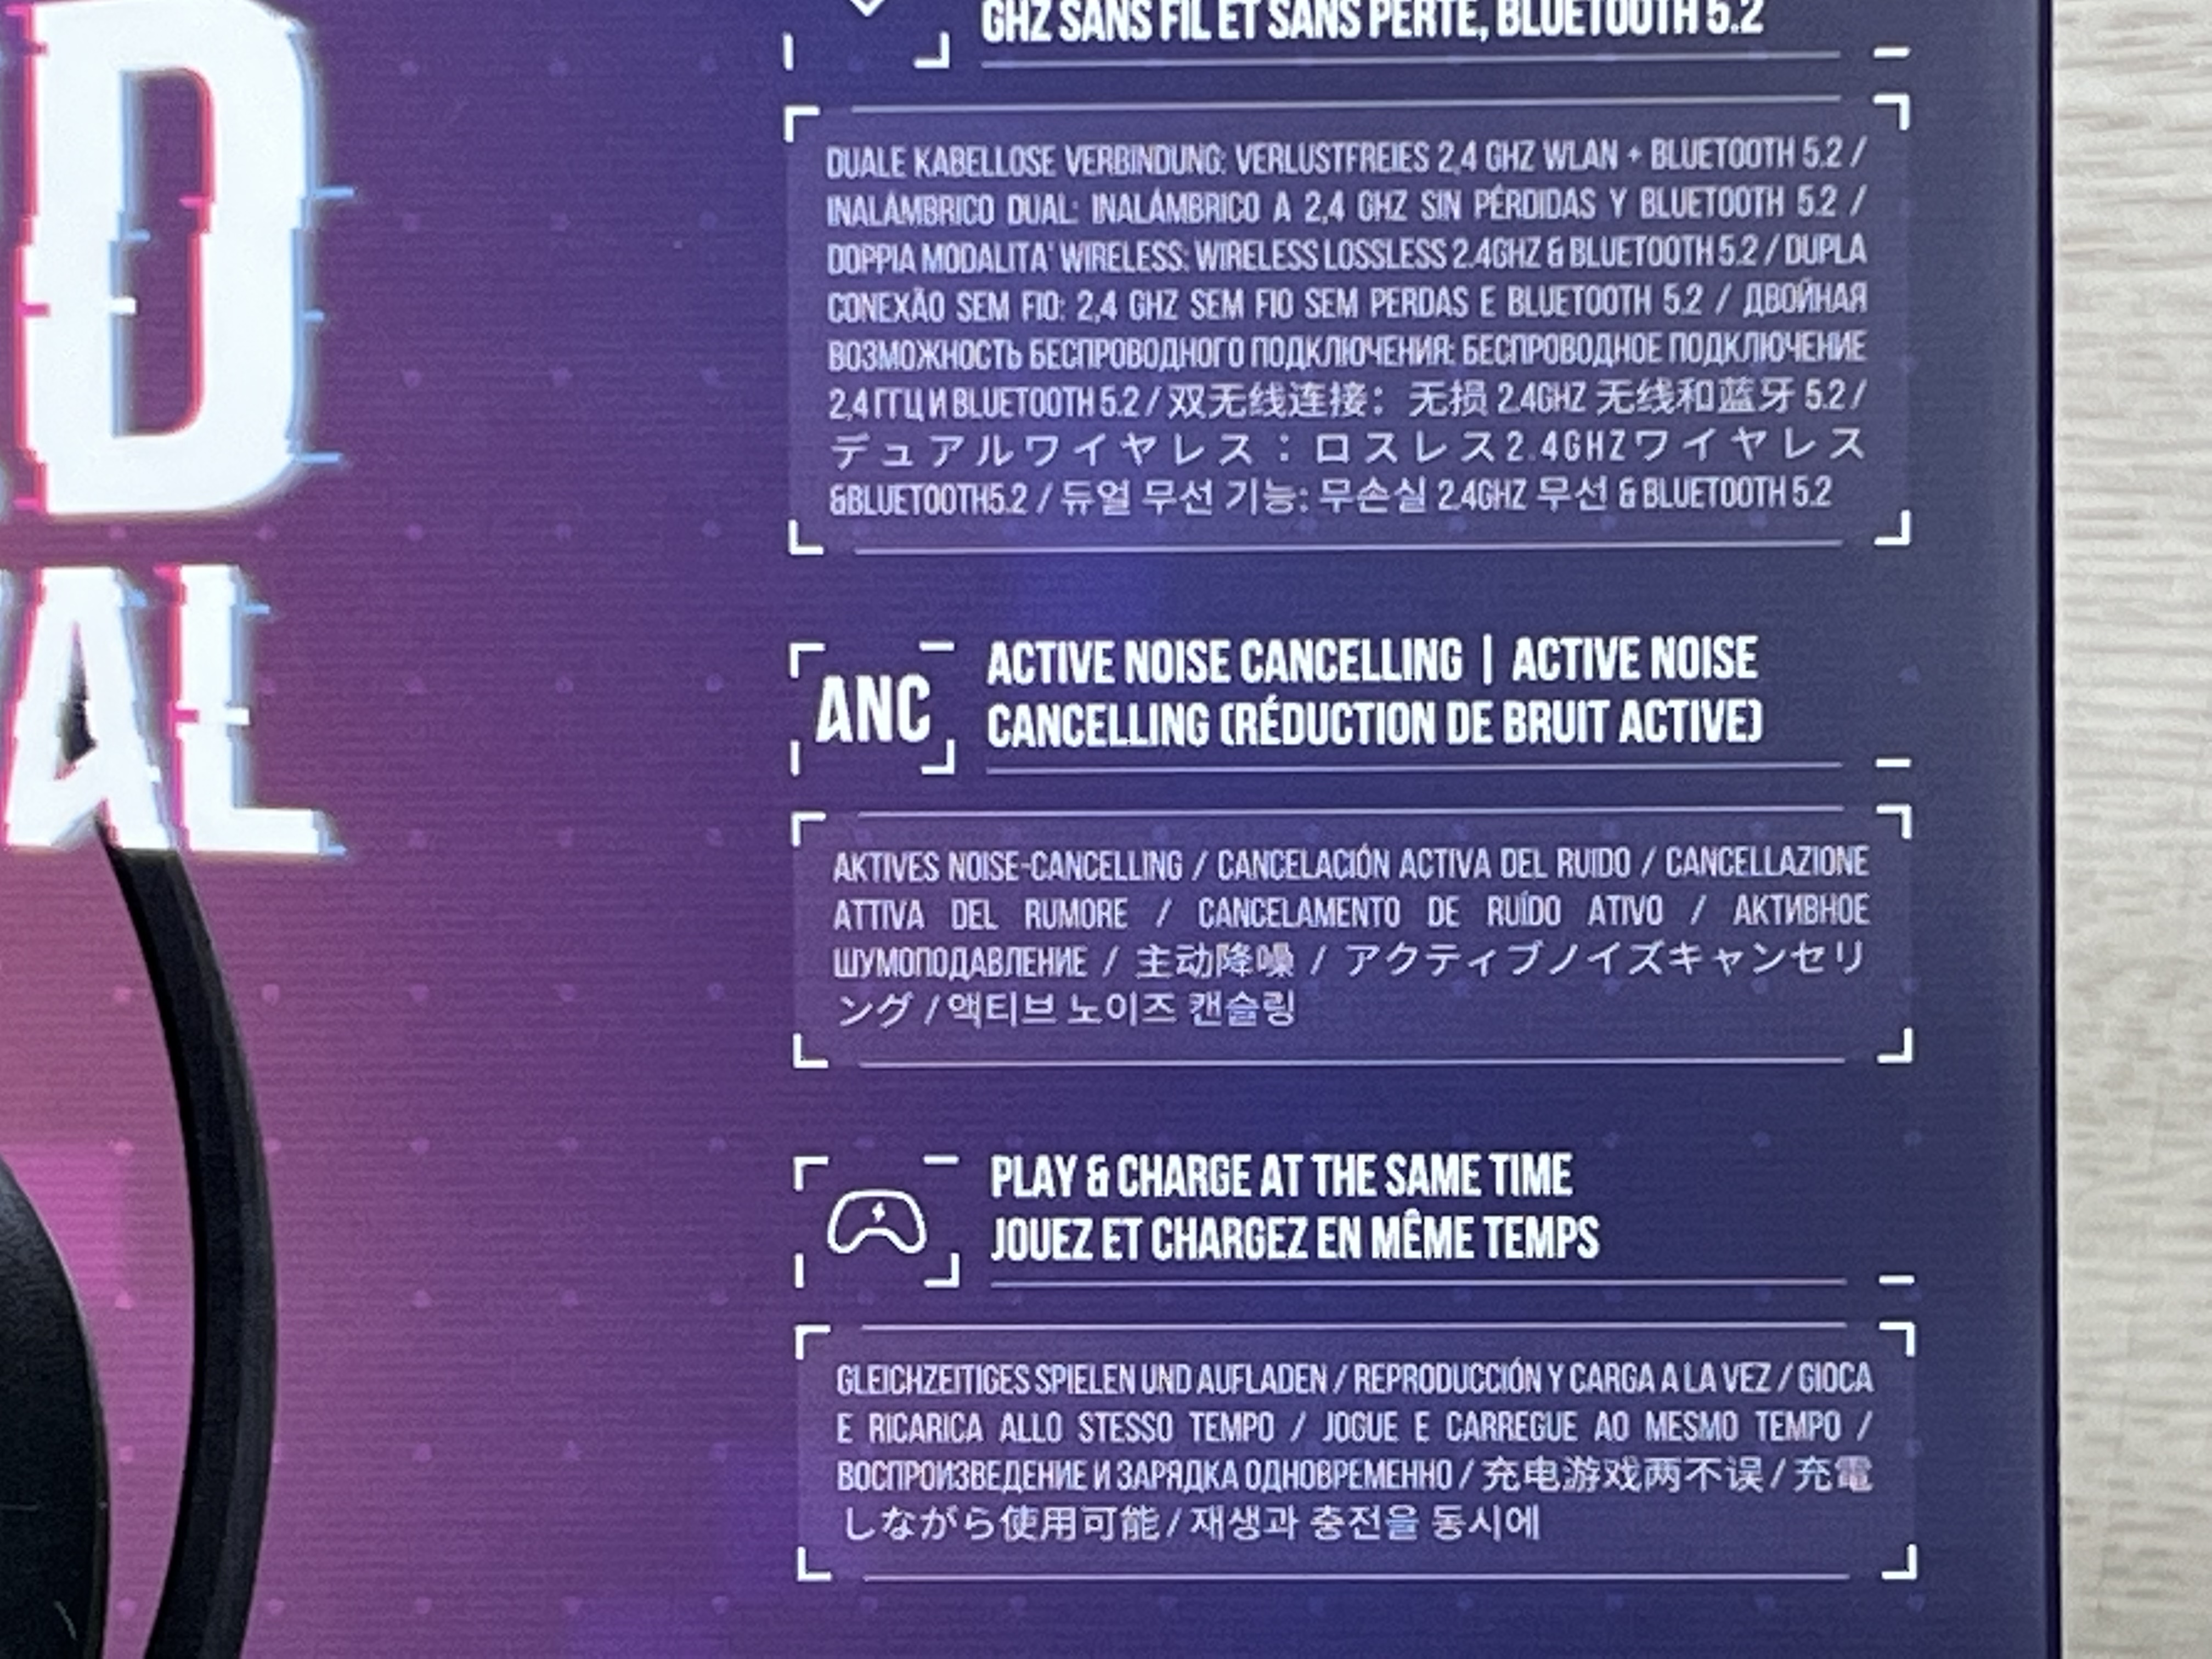 D
AL
GHZ SANS FIL ET SANS PERTE, BLUETOOTH 5.2
DUALE KABELLOSE VERBINDUNG: VERLUSTFREIES 2,4 GHZ WLAN + BLUETOOTH 5.2 /
INALÁMBRICO DUAL: INALÁMBRICO A 2,4 GHZ SIN PÉRDIDAS Y BLUETOOTH 5.2 /
DOPPIA MODALITA' WIRELESS: WIRELESS LOSSLESS 2.4GHZ & BLUETOOTH 5.2 / DUPLA
CONEXÃO SEM FIO: 2,4 GHZ SEM FIO SEM PERDAS E BLUETOOTH 5.2 / ДВОЙНАЯ
ВОЗМОЖНОСТЬ БЕСПРОВОДНОГО ПОДКЛЮЧЕНИЯ: БЕСПРОВОДНОЕ ПОДКЛЮЧЕНИЕ
2,4 ГГЦ И BLUETOOTH 5.2 / 双无线连接：无损 2.4GHZ 无线和蓝牙 5.2 /
デュアルワイヤレス：ロスレス2.4GHZワイヤレス
&BLUETOOTH5.2 / 듀얼 무선 기능: 무손실 2.4GHZ 무선 & BLUETOOTH 5.2
ANC
ACTIVE NOISE CANCELLING | ACTIVE NOISE
CANCELLING (RÉDUCTION DE BRUIT ACTIVE)
AKTIVES NOISE-CANCELLING / CANCELACIÓN ACTIVA DEL RUIDO / CANCELLAZIONE
ATTIVA DEL RUMORE / CANCELAMENTO DE RUÍDO ATIVO / АКТИВНОЕ
ШУМОПОДАВЛЕНИЕ / 主动降噪 / アクティブノイズキャンセリ
ング / 액티브 노이즈 캔슬링
PLAY & CHARGE AT THE SAME TIME
JOUEZ ET CHARGEZ EN MÊME TEMPS
GLEICHZEITIGES SPIELEN UND AUFLADEN / REPRODUCCIÓN Y CARGA A LA VEZ / GIOCA
E RICARICA ALLO STESSO TEMPO / JOGUE E CARREGUE AO MESMO TEMPO /
ВОСПРОИЗВЕДЕНИЕ И ЗАРЯДКА ОДНОВРЕМЕННО / 充电游戏两不误 / 充電
しながら使用可能 / 재생과 충전을 동시에